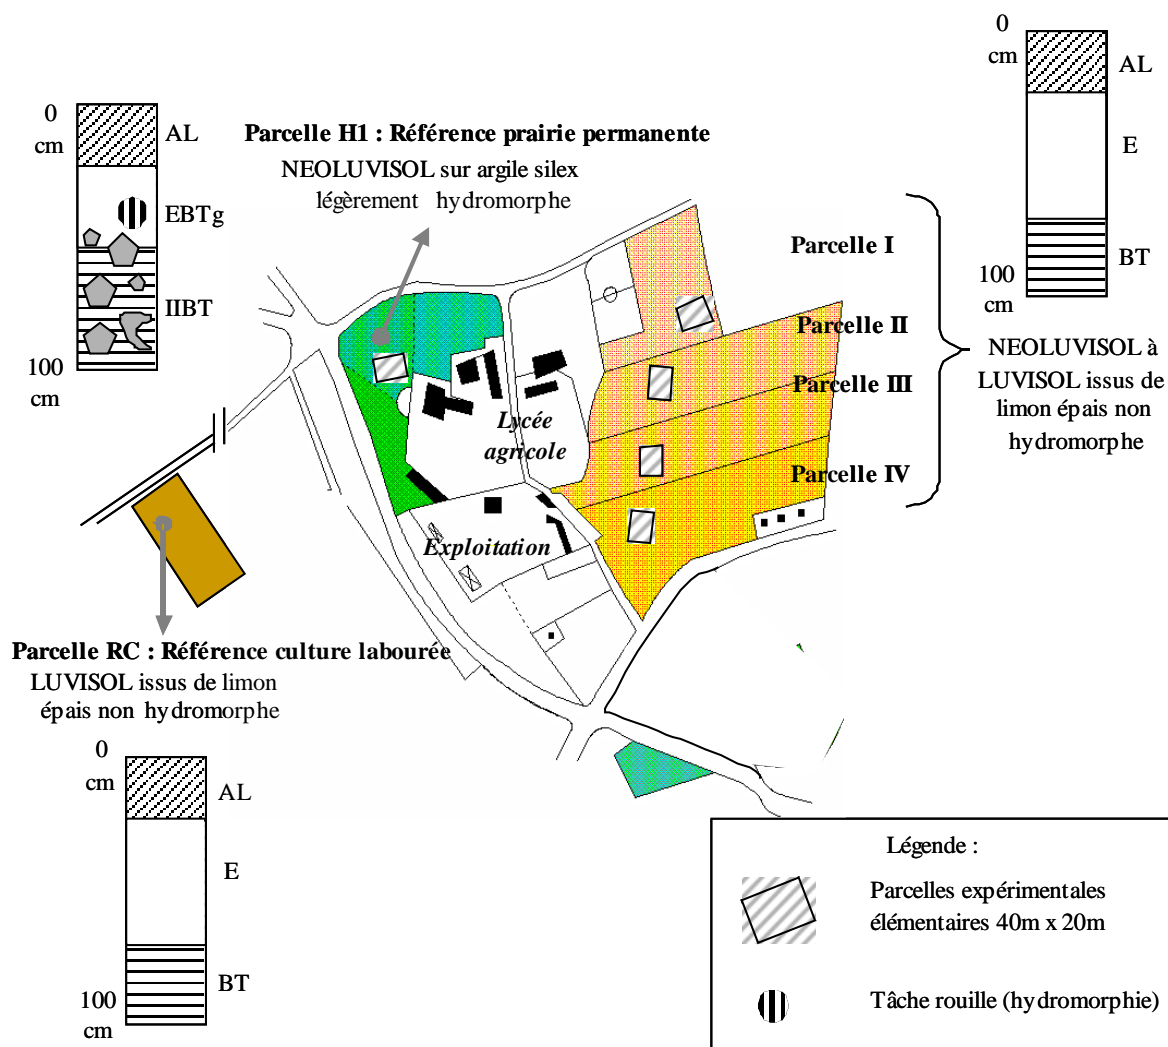 0
cm
AL
EBTg
IIBT
100
cm
Parcelle H1 : Référence prairie permanente
NEOLUVISOL sur argile silex
légèrement hydromorphe
0
cm
AL
E
BT
100
cm
Parcelle I
Parcelle II
Parcelle III
Parcelle IV
NEOLUVISOL à
LUVISOL issus de
limon épais non
hydromorphe
Lycée
agricole
Exploitation
Parcelle RC : Référence culture labourée
LUVISOL issus de limon
épais non hydromorphe
0
cm
AL
E
BT
100
cm
Légende :
Parcelles expérimentales
élémentaires 40m x 20m
Tâche rouille (hydromorphie)